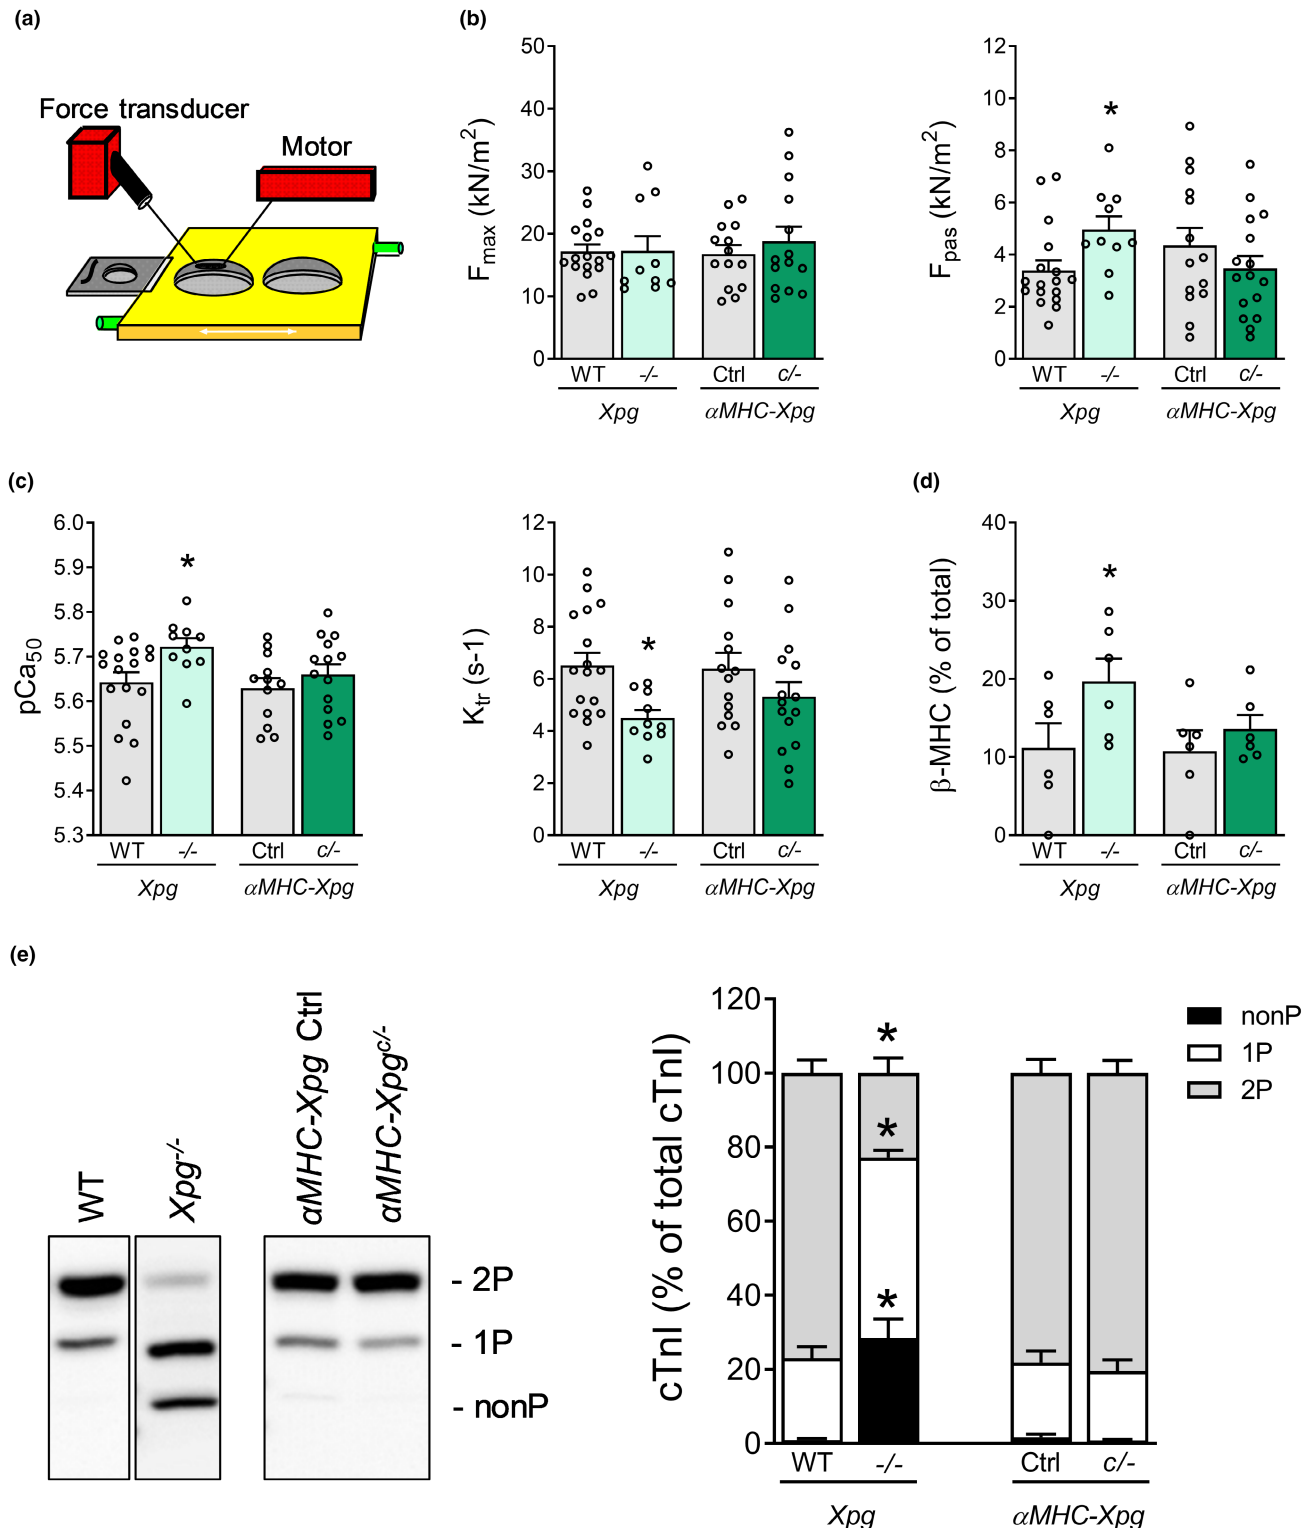 (a)
Force transducer
Motor
(b)
F_max (kN/m²)
50
40
30
20
10
0
WT -/- Ctrl c/-
Xpg αMHC-Xpg
F_pas (kN/m²)
12
10
8
6
4
2
0
*
WT -/- Ctrl c/-
Xpg αMHC-Xpg
(c)
pCa₅₀
6.0
5.9
5.8
5.7
5.6
5.5
5.4
5.3
*
WT -/- Ctrl c/-
Xpg αMHC-Xpg
K_tr (s-1)
12
10
8
6
4
2
0
*
WT -/- Ctrl c/-
Xpg αMHC-Xpg
(d)
β-MHC (% of total)
40
30
20
10
0
*
WT -/- Ctrl c/-
Xpg αMHC-Xpg
(e)
WT
Xpg-/-
αMHC-Xpg Ctrl
αMHC-Xpgc/-
- 2P
- 1P
- nonP
cTnI (% of total cTnI)
120
100
80
60
40
20
0
*
*
*
WT -/- Ctrl c/-
Xpg αMHC-Xpg
nonP
1P
2P